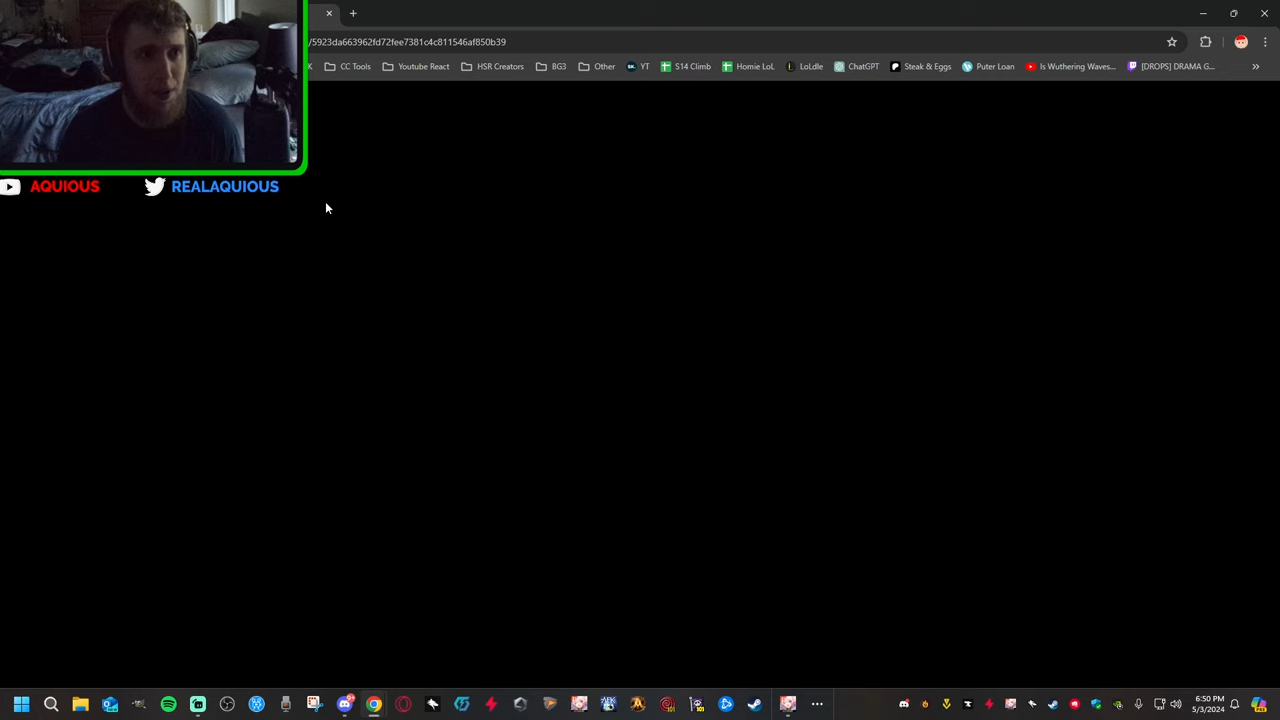 /5923da663962fd72fee7381c4c811546af850b39
K CC Tools Youtube React HSR Creators BG3 Other YT S14 Climb Homie LoL LoLdle ChatGPT Steak & Eggs Puter Loan Is Wuthering Waves... [DROPS] DRAMA G... »
AQUIOUS REALAQUIOUS
6:50 PM
5/3/2024